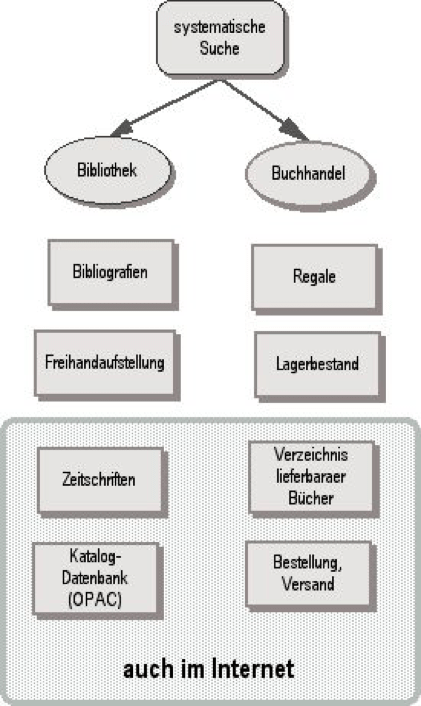 systematische
Suche
Bibliothek
Buchhandel
Bibliografien
Regale
Freihandaufstellung
Lagerbestand
Zeitschriften
Verzeichnis
lieferbaraer
Bücher
Katalog-
Datenbank
(OPAC)
Bestellung,
Versand
auch im Internet